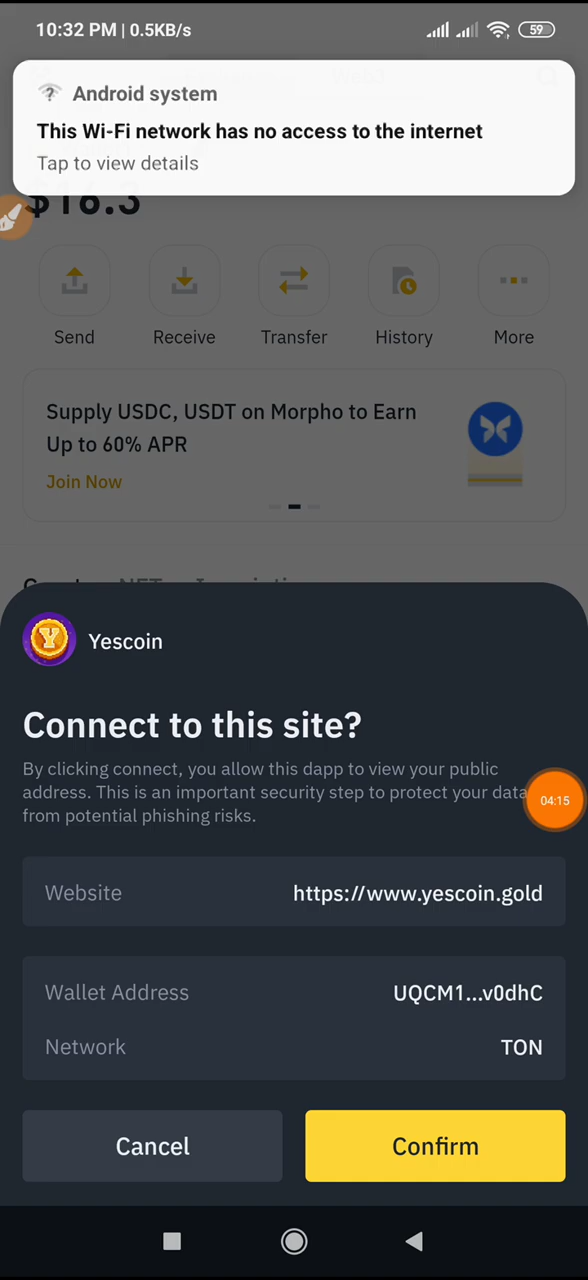 10:32 PM | 0.5KB/s
59
Android system
This Wi-Fi network has no access to the internet
Tap to view details
$16.3
Send
Receive
Transfer
History
More
Supply USDC, USDT on Morpho to Earn
Up to 60% APR
Join Now
Yescoin
Connect to this site?
By clicking connect, you allow this dapp to view your public
address. This is an important security step to protect your data
from potential phishing risks.
04:15
Website
https://www.yescoin.gold
Wallet Address
UQCM1...v0dhC
Network
TON
Cancel
Confirm